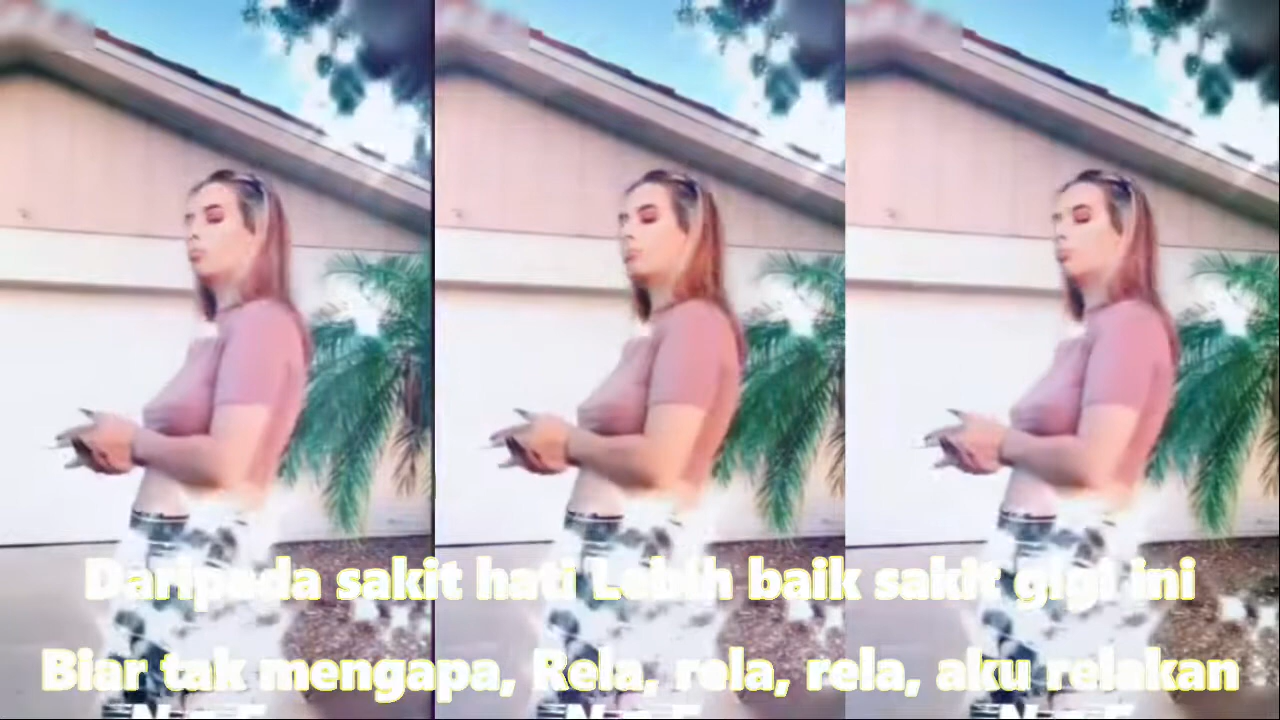 Daripada sakit hati Lebih baik sakit gigi ini
Biar tak mengapa, Rela, rela, rela, aku relakan